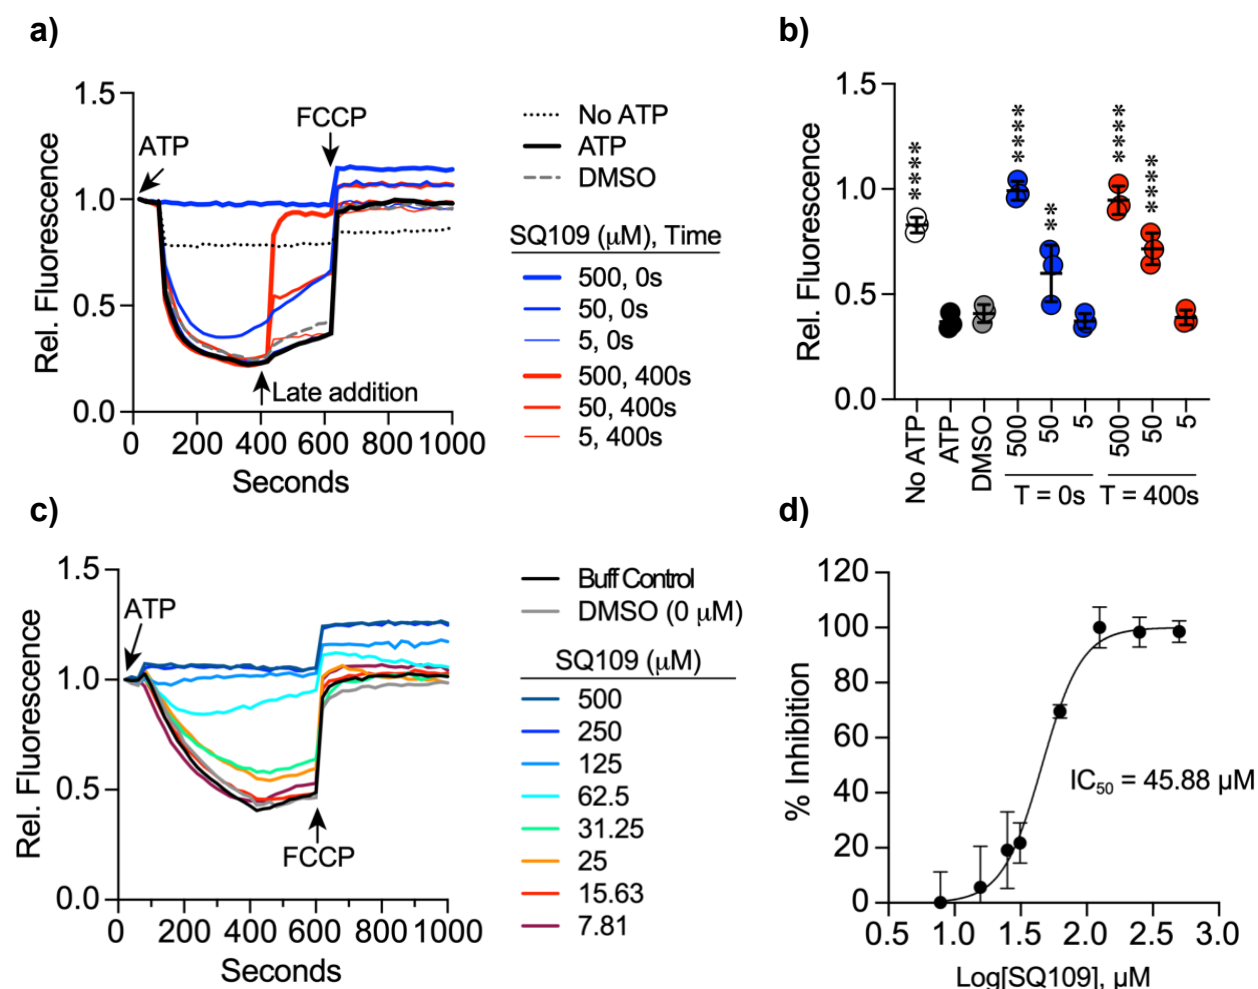 a)
1.5
1.0
0.5
0.0
Rel. Fluorescence
ATP
FCCP
Late addition
0 200 400 600 800 1000
Seconds
No ATP
ATP
DMSO
SQ109 (μM), Time
500, 0s
50, 0s
5, 0s
500, 400s
50, 400s
5, 400s
b)
1.5
1.0
0.5
0.0
Rel. Fluorescence
****
****
**
****
****
No ATP
ATP
DMSO
500
50
5
500
50
5
T = 0s T = 400s
c)
1.5
1.0
0.5
0.0
Rel. Fluorescence
ATP
FCCP
0 200 400 600 800 1000
Seconds
Buff Control
DMSO (0 μM)
SQ109 (μM)
500
250
125
62.5
31.25
25
15.63
7.81
d)
120
100
80
60
40
20
0
% Inhibition
IC50 = 45.88 μM
0.5 1.0 1.5 2.0 2.5 3.0
Log[SQ109], μM